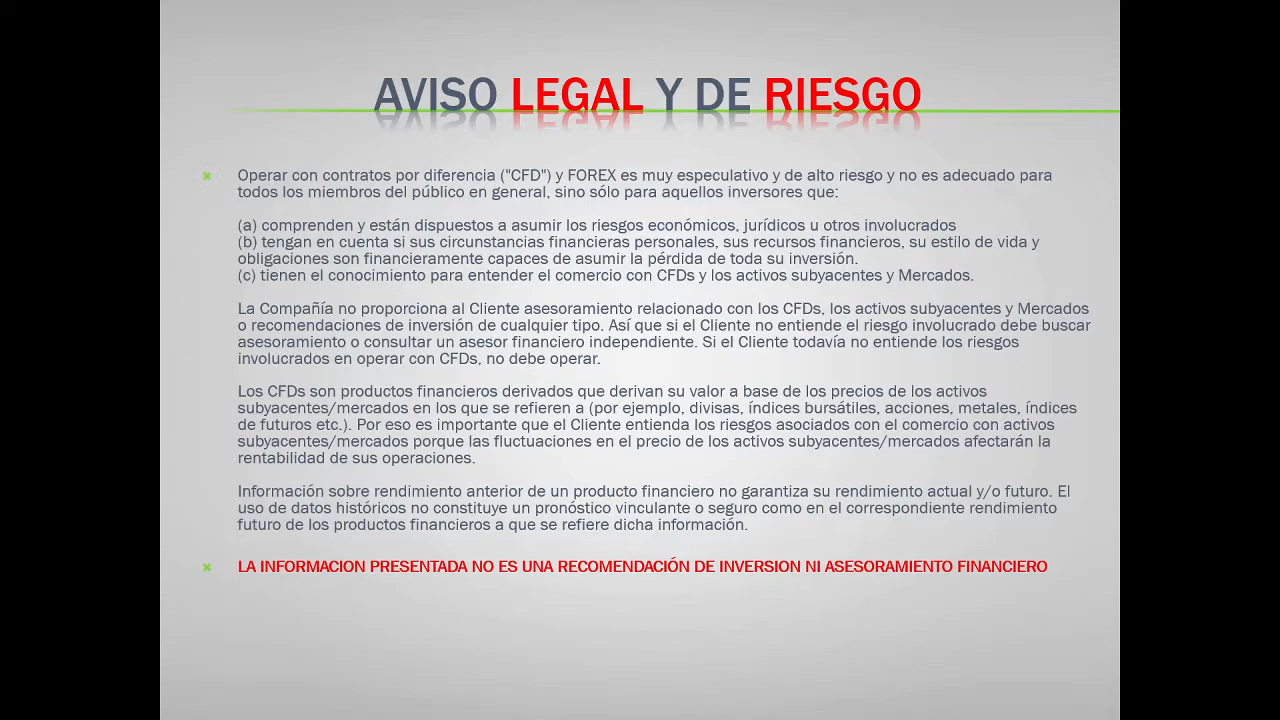 AVISO LEGAL Y DE RIESGO
Operar con contratos por diferencia ("CFD") y FOREX es muy especulativo y de alto riesgo y no es adecuado para
todos los miembros del público en general, sino sólo para aquellos inversores que:
(a) comprenden y están dispuestos a asumir los riesgos económicos, jurídicos u otros involucrados
(b) tengan en cuenta si sus circunstancias financieras personales, sus recursos financieros, su estilo de vida y
obligaciones son financieramente capaces de asumir la pérdida de toda su inversión.
(c) tienen el conocimiento para entender el comercio con CFDs y los activos subyacentes y Mercados.
La Compañía no proporciona al Cliente asesoramiento relacionado con los CFDs, los activos subyacentes y Mercados
o recomendaciones de inversión de cualquier tipo. Así que si el Cliente no entiende el riesgo involucrado debe buscar
asesoramiento o consultar un asesor financiero independiente. Si el Cliente todavía no entiende los riesgos
involucrados en operar con CFDs, no debe operar.
Los CFDs son productos financieros derivados que derivan su valor a base de los precios de los activos
subyacentes/mercados en los que se refieren a (por ejemplo, divisas, índices bursátiles, acciones, metales, índices
de futuros etc.). Por eso es importante que el Cliente entienda los riesgos asociados con el comercio con activos
subyacentes/mercados porque las fluctuaciones en el precio de los activos subyacentes/mercados afectarán la
rentabilidad de sus operaciones.
Información sobre rendimiento anterior de un producto financiero no garantiza su rendimiento actual y/o futuro. El
uso de datos históricos no constituye un pronóstico vinculante o seguro como en el correspondiente rendimiento
futuro de los productos financieros a que se refiere dicha información.
LA INFORMACION PRESENTADA NO ES UNA RECOMENDACIÓN DE INVERSION NI ASESORAMIENTO FINANCIERO